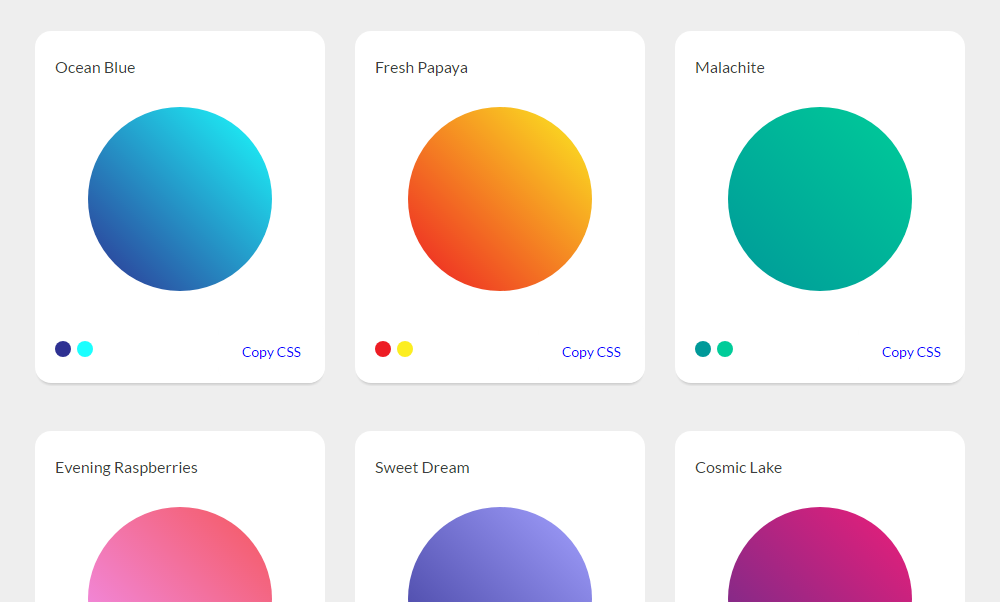 Ocean Blue
Fresh Papaya
Malachite
Copy CSS
Copy CSS
Copy CSS
Evening Raspberries
Sweet Dream
Cosmic Lake